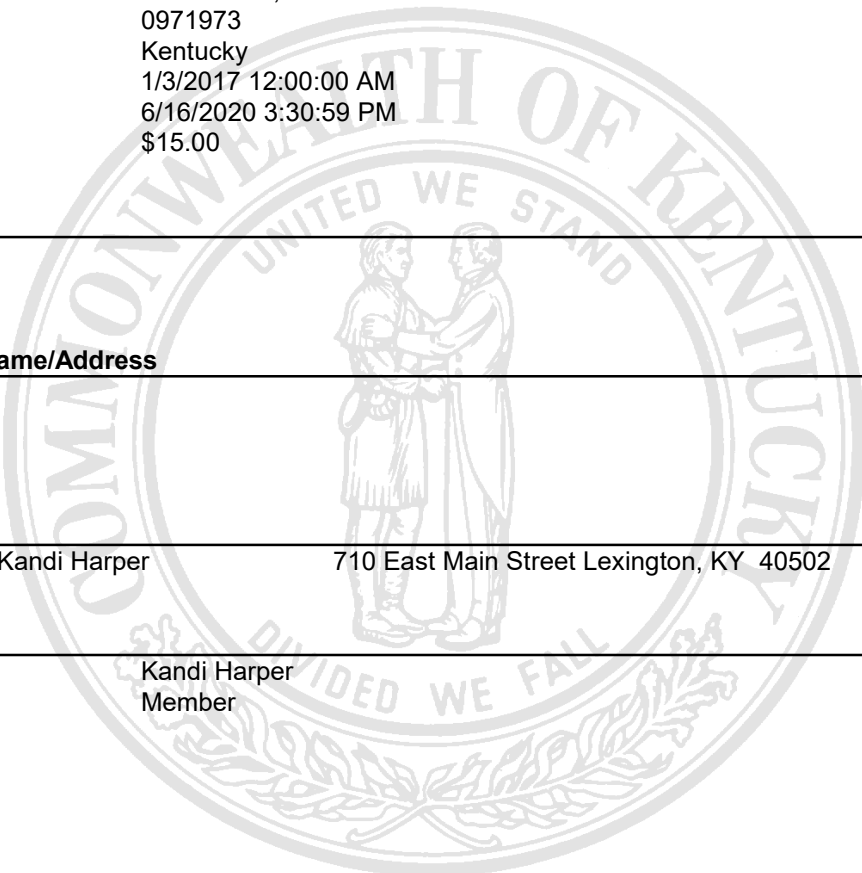 0971973
Kentucky
1/3/2017 12:00:00 AM
6/16/2020 3:30:59 PM
$15.00
COMMONWEALTH OF KENTUCKY
UNITED WE STAND
ame/Address
Kandi Harper 710 East Main Street Lexington, KY 40502
Kandi Harper
Member
DIVIDED WE FALL